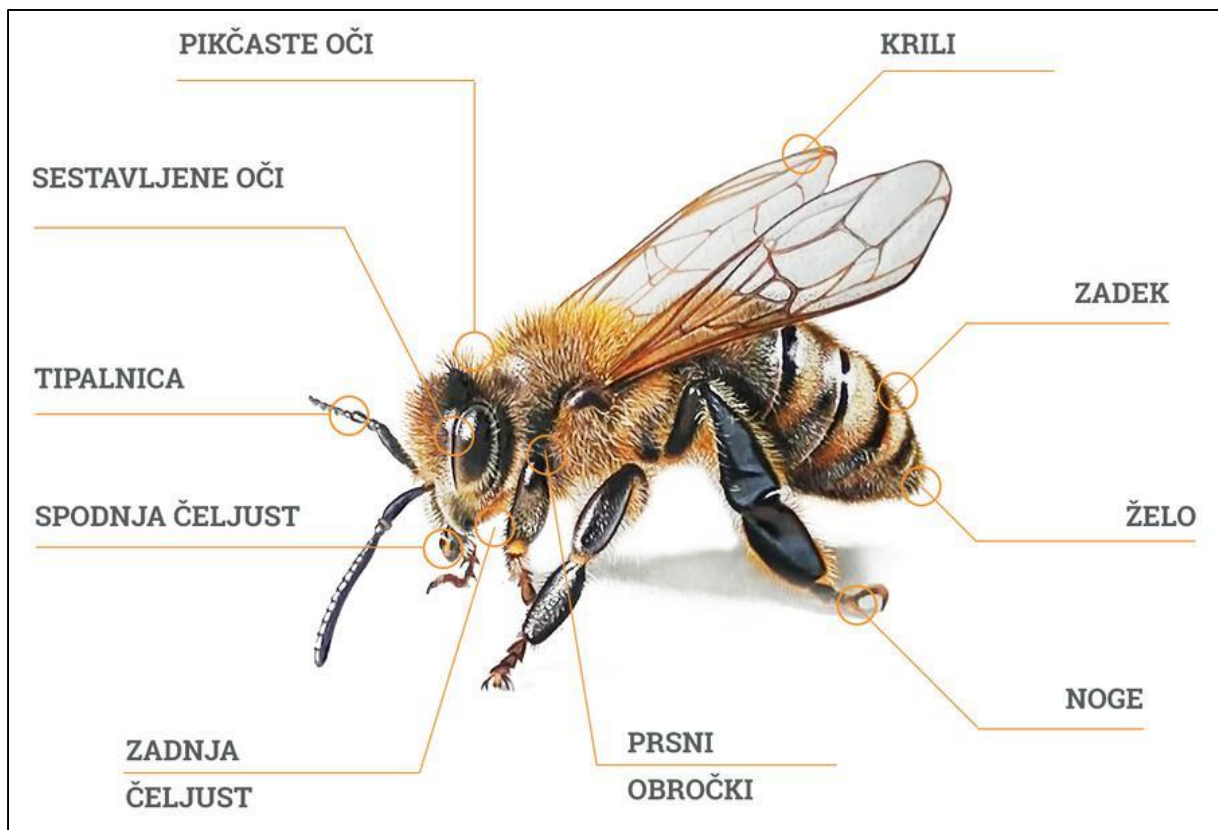 PIKČASTE OČI
KRILI
SESTAVLJENE OČI
ZADEK
TIPALNICA
SPODNJA ČELJUST
ŽELO
NOGE
ZADNJA
ČELJUST
PRSNI
OBROČKI